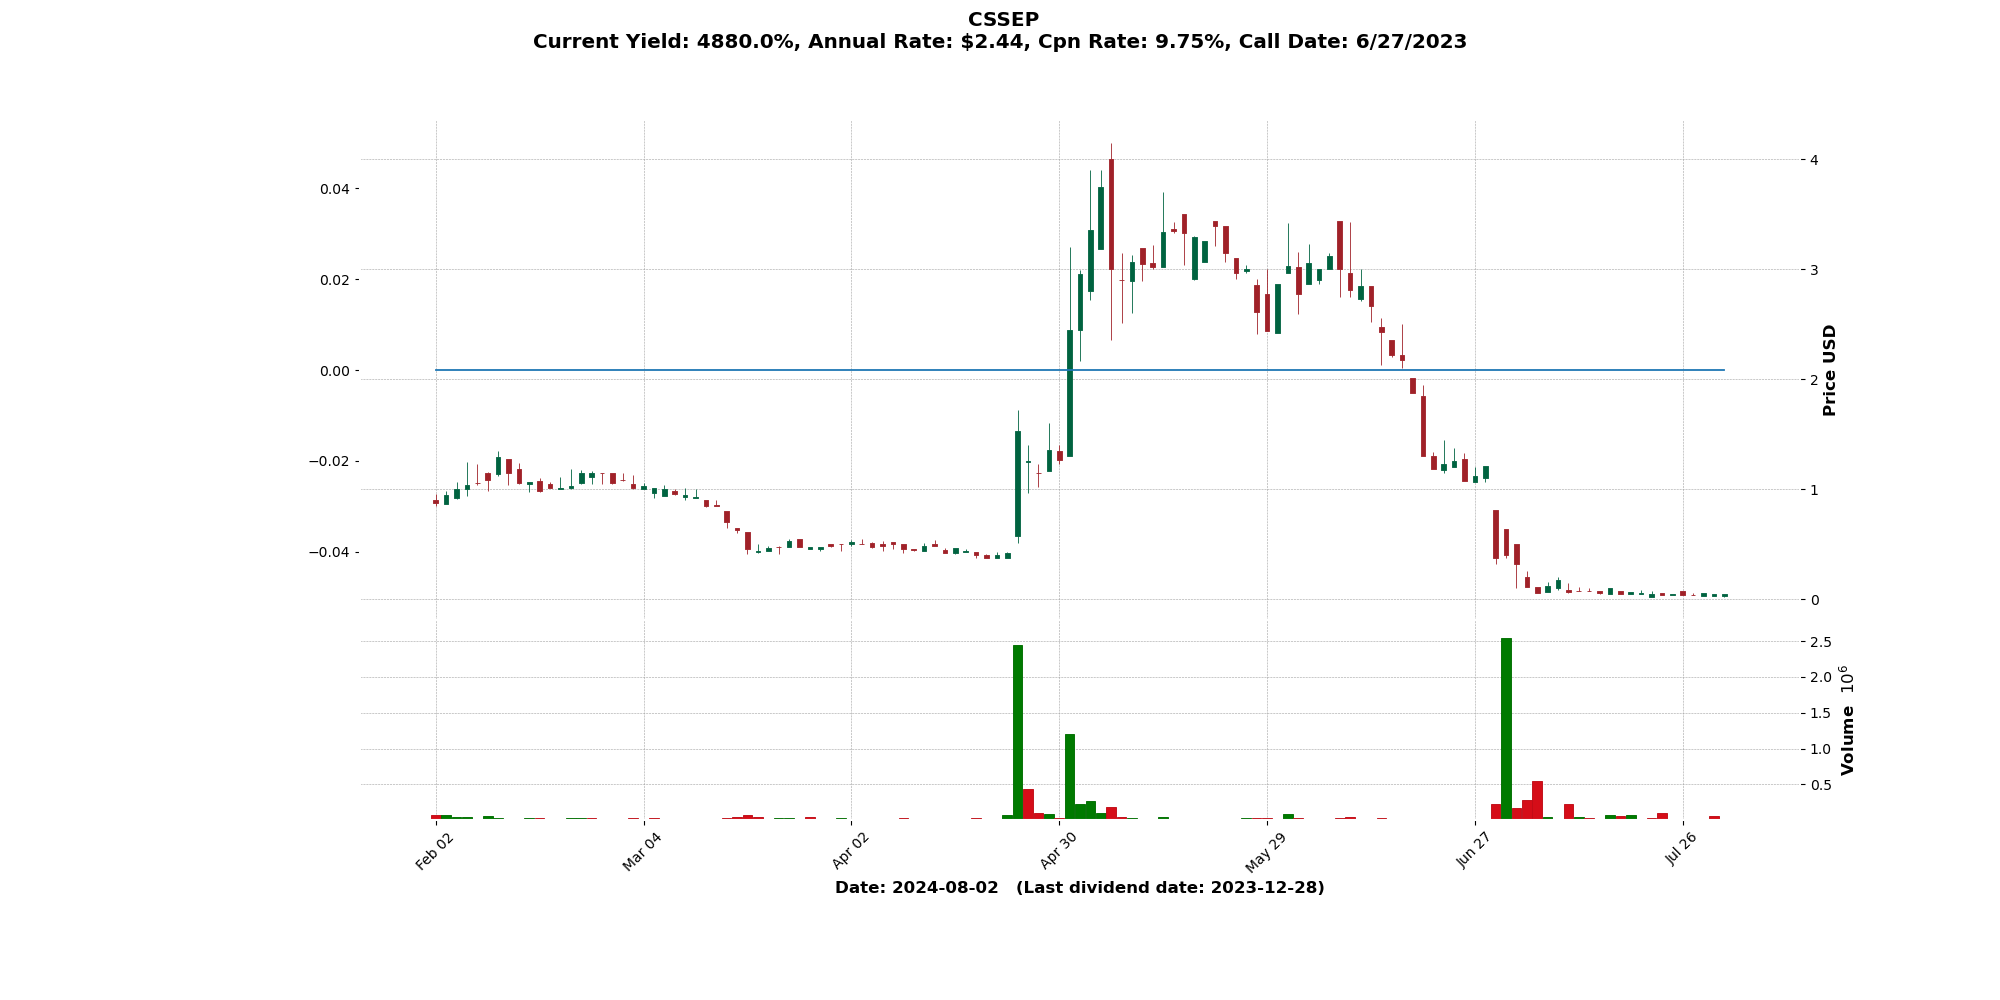 CSSEP
Current Yield: 4880.0%, Annual Rate: $2.44, Cpn Rate: 9.75%, Call Date: 6/27/2023
0.04
0.02
0.00
−0.02
−0.04
4
3
2
1
0
Price USD
2.5
2.0
1.5
1.0
0.5
Volume 10^6
Feb 02
Mar 04
Apr 02
Apr 30
May 29
Jun 27
Jul 26
Date: 2024-08-02 (Last dividend date: 2023-12-28)